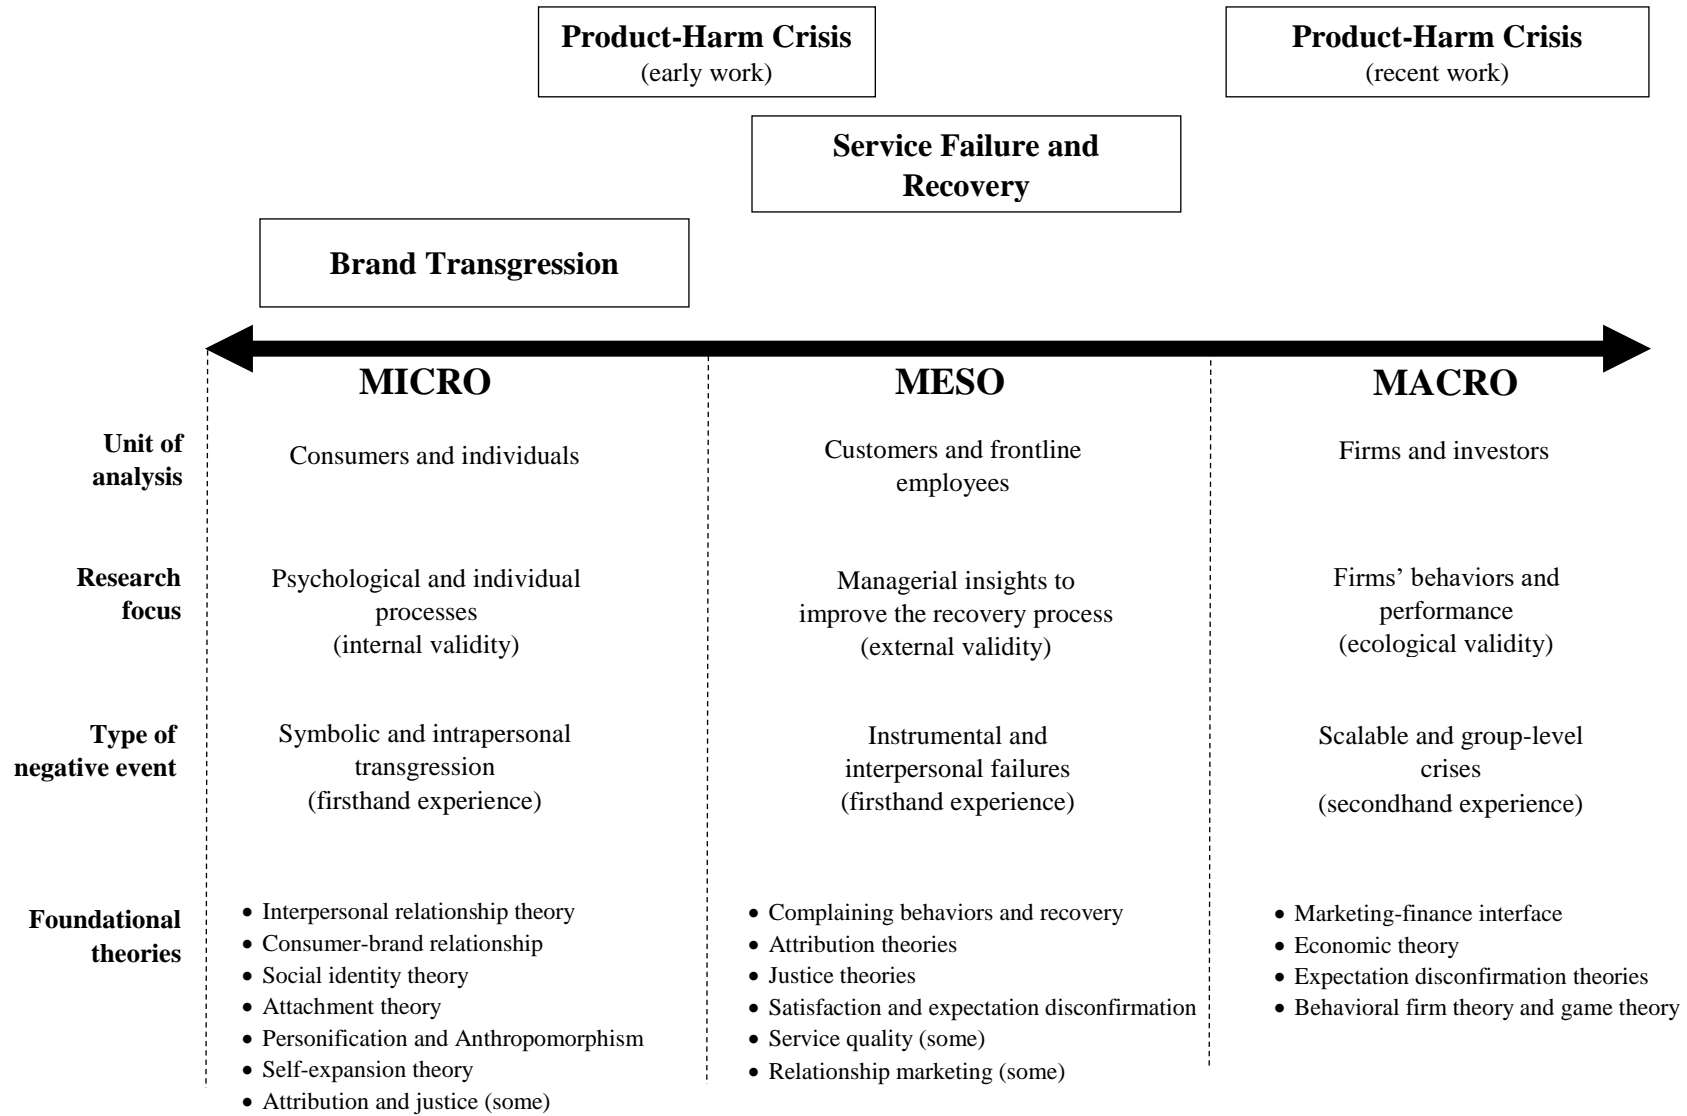 Product-Harm Crisis
(early work)
Product-Harm Crisis
(recent work)
Service Failure and
Recovery
Brand Transgression
MICRO
MESO
MACRO
Unit of
analysis
Consumers and individuals
Customers and frontline
employees
Firms and investors
Research
focus
Psychological and individual
processes
(internal validity)
Managerial insights to
improve the recovery process
(external validity)
Firms’ behaviors and
performance
(ecological validity)
Type of
negative event
Symbolic and intrapersonal
transgression
(firsthand experience)
Instrumental and
interpersonal failures
(firsthand experience)
Scalable and group-level
crises
(secondhand experience)
Foundational
theories
• Interpersonal relationship theory
• Consumer-brand relationship
• Social identity theory
• Attachment theory
• Personification and Anthropomorphism
• Self-expansion theory
• Attribution and justice (some)
• Complaining behaviors and recovery
• Attribution theories
• Justice theories
• Satisfaction and expectation disconfirmation
• Service quality (some)
• Relationship marketing (some)
• Marketing-finance interface
• Economic theory
• Expectation disconfirmation theories
• Behavioral firm theory and game theory